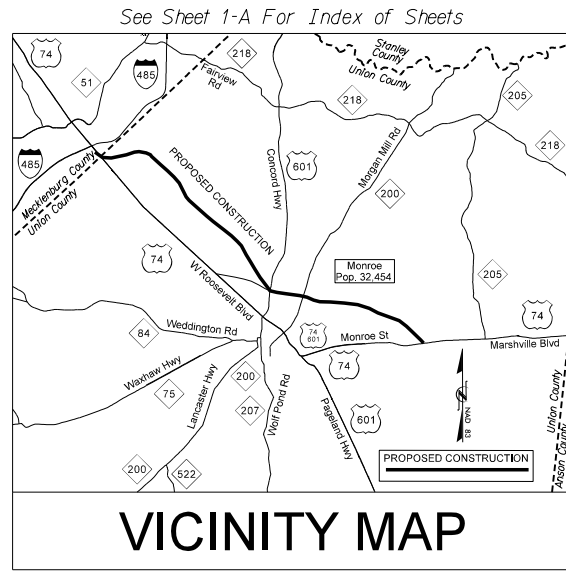 See Sheet 1-A For Index of Sheets
74
51
485
218
Fairview
Rd
Stanley
County
Union County
218
205
218
485
Mecklenburg County
Union County
PROPOSED CONSTRUCTION
Concord Hwy
601
Morgan Mill Rd
200
74
W Roosevelt Blvd
Monroe
Pop. 32,454
205
74
84
Weddington Rd
74
601
Monroe St
Marshville Blvd
Waxhaw Hwy
75
Lancaster Hwy
200
207
Wolf Pond Rd
74
Pageland Hwy
601
NAD 83
Union County
Anson County
200
522
PROPOSED CONSTRUCTION
VICINITY MAP